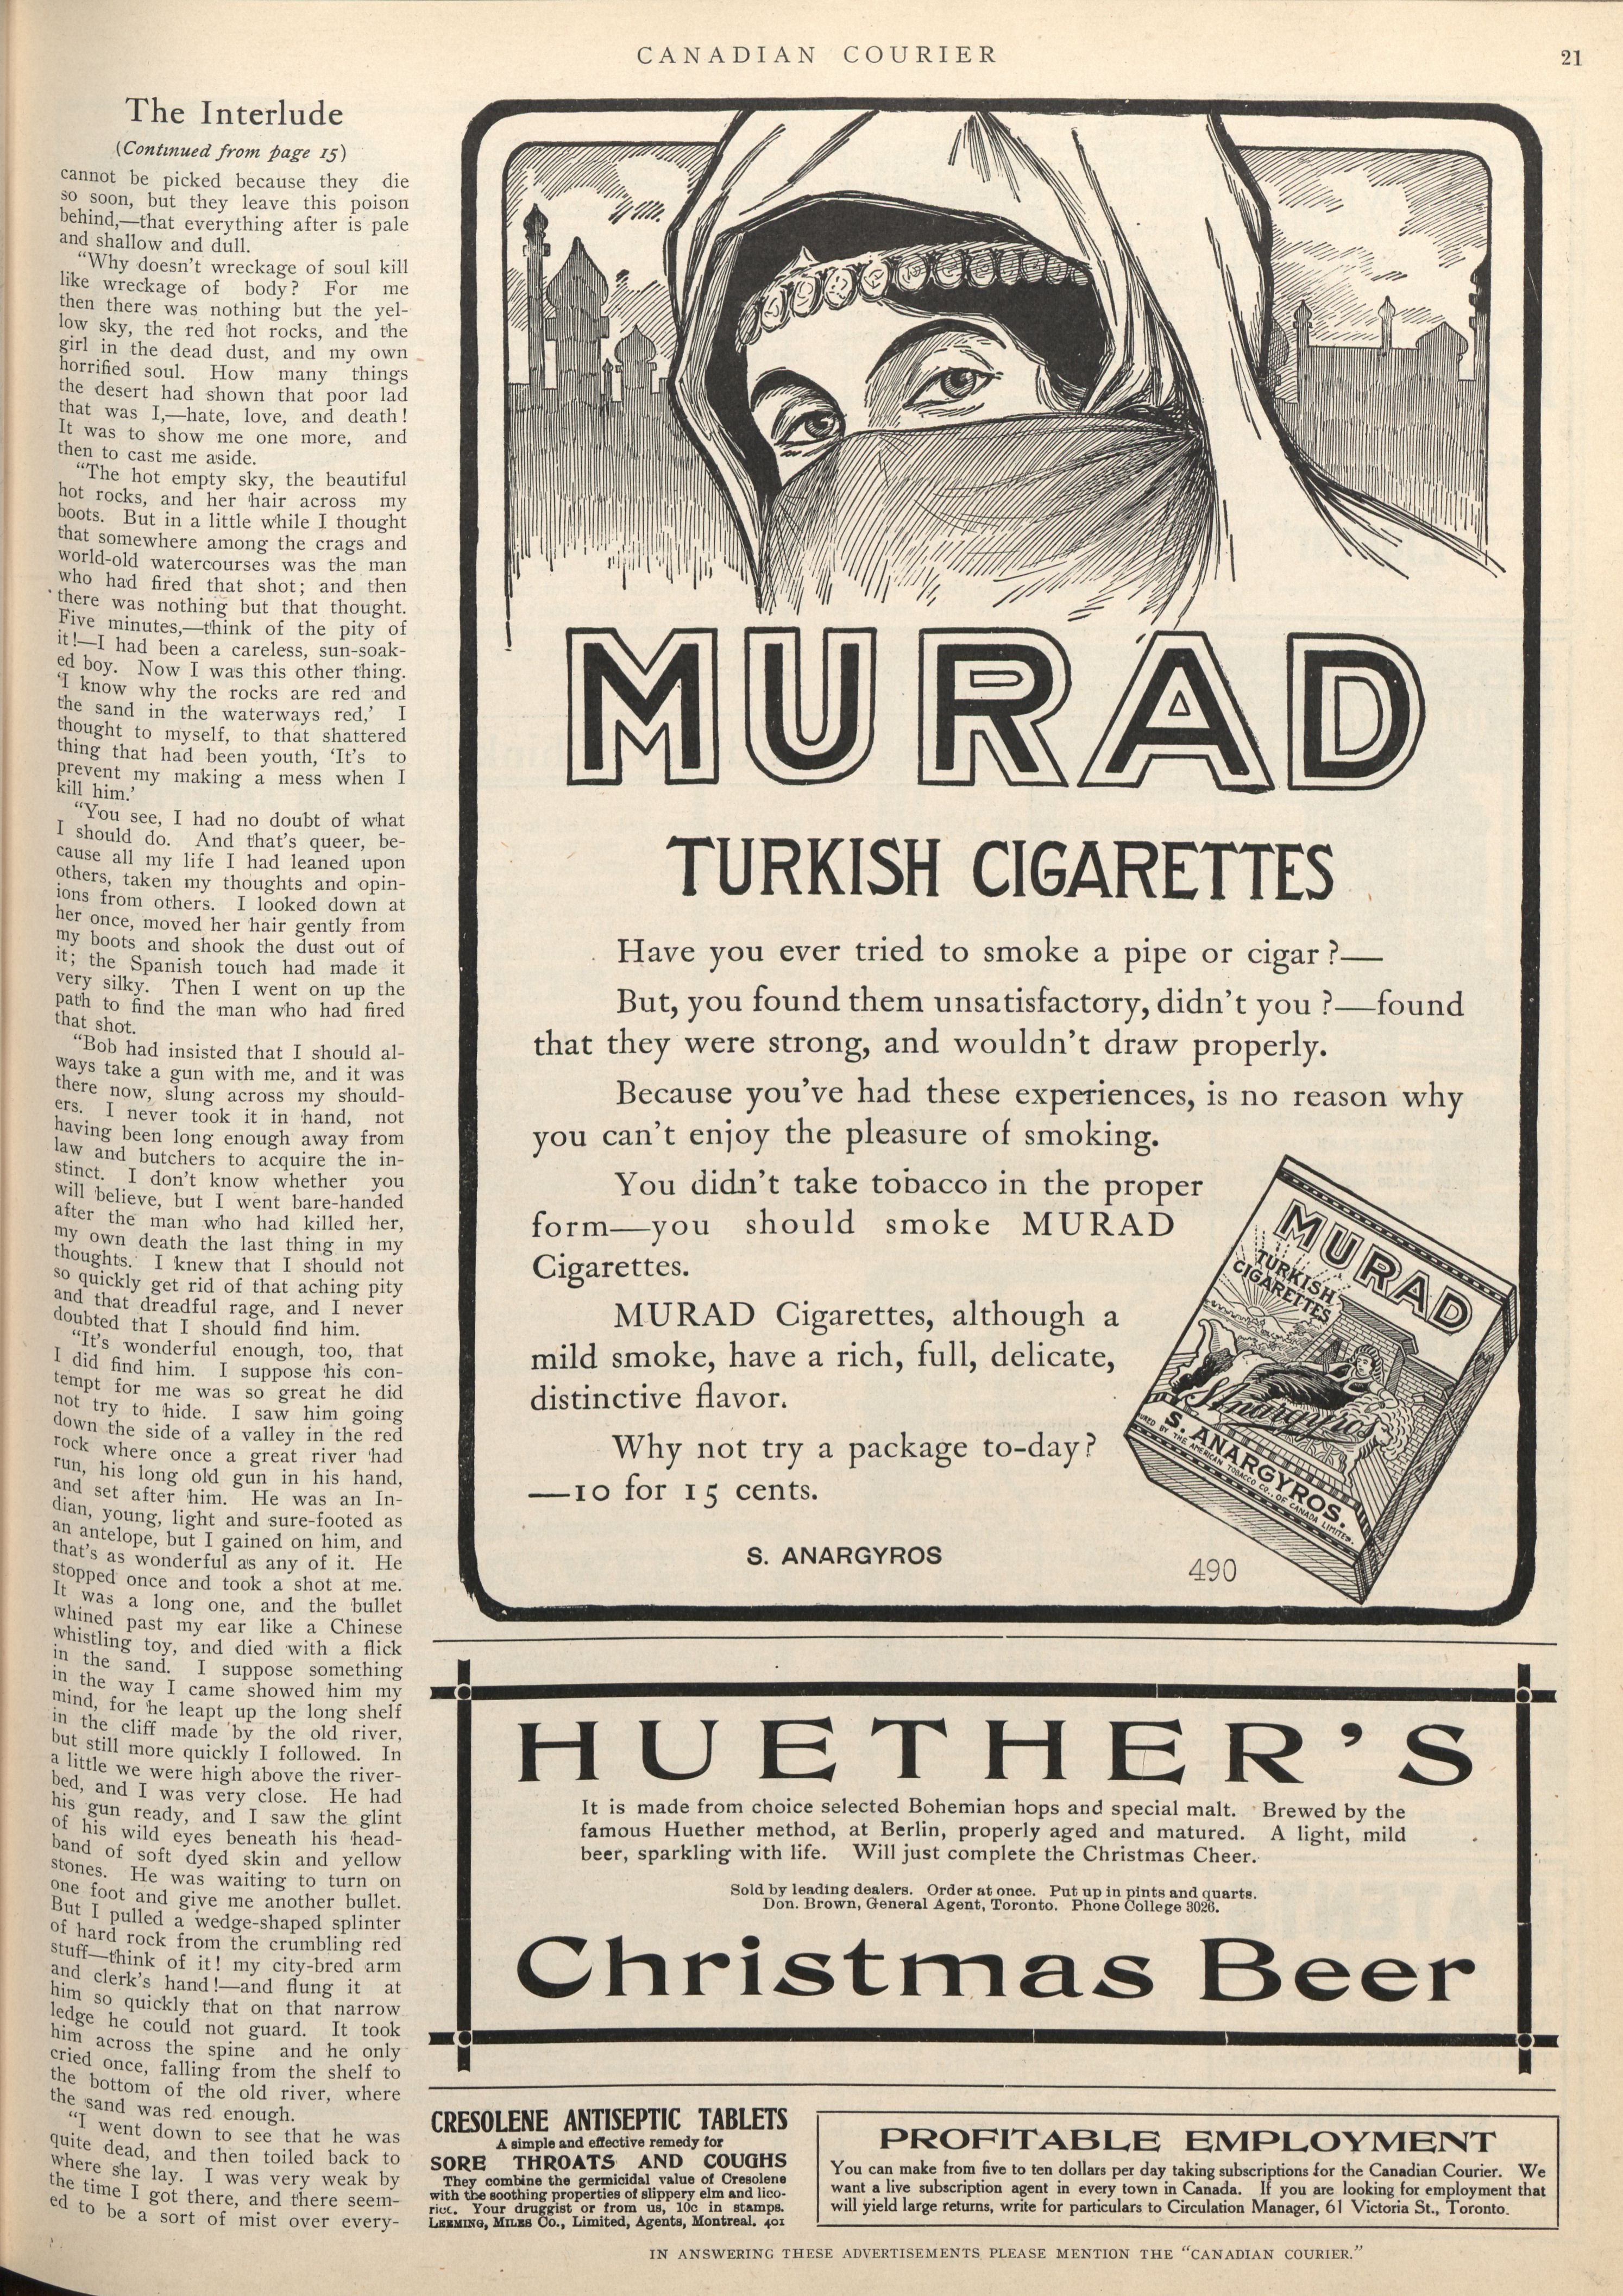 CANADIAN COURIER
21
The Interlude
(Continued from page 15)
cannot be picked because they die
so soon, but they leave this poison
behind,—that everything after is pale
and shallow and dull.
"Why doesn't wreckage of soul kill
like wreckage of body? For me
then there was nothing but the yel-
low sky, the red hot rocks, and the
girl in the dead dust, and my own
horrified soul. How many things
the desert had shown that poor lad
that was I,—hate, love, and death!
It was to show me one more, and
then to cast me aside.
"The hot empty sky, the beautiful
hot rocks, and her hair across my
boots. But in a little while I thought
that somewhere among the crags and
world-old watercourses was the man
who had fired that shot; and then
there was nothing but that thought.
Five minutes,—think of the pity of
it!—I had been a careless, sun-soak-
ed boy. Now I was this other thing.
'I know why the rocks are red and
the sand in the waterways red,' I
thought to myself, to that shattered
thing that had been youth, 'It's to
prevent my making a mess when I
kill him.'
"You see, I had no doubt of what
I should do. And that's queer, be-
cause all my life I had leaned upon
others, taken my thoughts and opin-
ions from others. I looked down at
her once, moved her hair gently from
my boots and shook the dust out of
it; the Spanish touch had made it
very silky. Then I went on up the
path to find the man who had fired
that shot.
"Bob had insisted that I should al-
ways take a gun with me, and it was
there now, slung across my should-
ers. I never took it in hand, not
having been long enough away from
law and butchers to acquire the in-
stinct. I don't know whether you
will believe, but I went bare-handed
after the man who had killed her,
my own death the last thing in my
thoughts. I knew that I should not
so quickly get rid of that aching pity
and that dreadful rage, and I never
doubted that I should find him.
"It's wonderful enough, too, that
I did find him. I suppose his con-
tempt for me was so great he did
not try to hide. I saw him going
down the side of a valley in the red
rock where once a great river had
run, his long old gun in his hand,
and set after him. He was an In-
dian, young, light and sure-footed as
an antelope, but I gained on him, and
that's as wonderful as any of it. He
stopped once and took a shot at me.
It was a long one, and the bullet
whined past my ear like a Chinese
whistling toy, and died with a flick
in the sand. I suppose something
in the way I came showed him my
mind, for he leapt up the long shelf
in the cliff made by the old river,
but still more quickly I followed. In
a little we were high above the river-
bed, and I was very close. He had
his gun ready, and I saw the glint
of his wild eyes beneath his head-
band of soft dyed skin and yellow
stones. He was waiting to turn on
one foot and give me another bullet.
But I pulled a wedge-shaped splinter
of hard rock from the crumbling red
stuff—think of it! my city-bred arm
and clerk's hand!—and flung it at
him so quickly that on that narrow
ledge he could not guard. It took
him across the spine and he only
cried once, falling from the shelf to
the bottom of the old river, where
the sand was red enough.
"I went down to see that he was
quite dead, and then toiled back to
where she lay. I was very weak by
the time I got there, and there seem-
ed to be a sort of mist over every-
MURAD
TURKISH CIGARETTES
Have you ever tried to smoke a pipe or cigar?—
But, you found them unsatisfactory, didn't you?—found
that they were strong, and wouldn't draw properly.
Because you've had these experiences, is no reason why
you can't enjoy the pleasure of smoking.
You didn't take tobacco in the proper
form—you should smoke MURAD
Cigarettes.
MURAD Cigarettes, although a
mild smoke, have a rich, full, delicate,
distinctive flavor.
Why not try a package to-day?
—10 for 15 cents.
S. ANARGYROS
490
MURAD
TURKISH
CIGARETTES
S. Anargyros
S. ANARGYROS.
BY THE AMERICAN TOBACCO CO., OF CANADA LIMITED.
HUETHER'S
It is made from choice selected Bohemian hops and special malt. Brewed by the
famous Huether method, at Berlin, properly aged and matured. A light, mild
beer, sparkling with life. Will just complete the Christmas Cheer.
Sold by leading dealers. Order at once. Put up in pints and quarts.
Don. Brown, General Agent, Toronto. Phone College 3026.
Christmas Beer
CRESOLENE ANTISEPTIC TABLETS
A simple and effective remedy for
SORE THROATS AND COUGHS
They combine the germicidal value of Cresolene
with the soothing properties of slippery elm and lico-
rice. Your druggist or from us, 10c in stamps.
LEEMING, MILES Co., Limited, Agents, Montreal. 401
PROFITABLE EMPLOYMENT
You can make from five to ten dollars per day taking subscriptions for the Canadian Courier. We
want a live subscription agent in every town in Canada. If you are looking for employment that
will yield large returns, write for particulars to Circulation Manager, 61 Victoria St., Toronto.
IN ANSWERING THESE ADVERTISEMENTS PLEASE MENTION THE "CANADIAN COURIER."